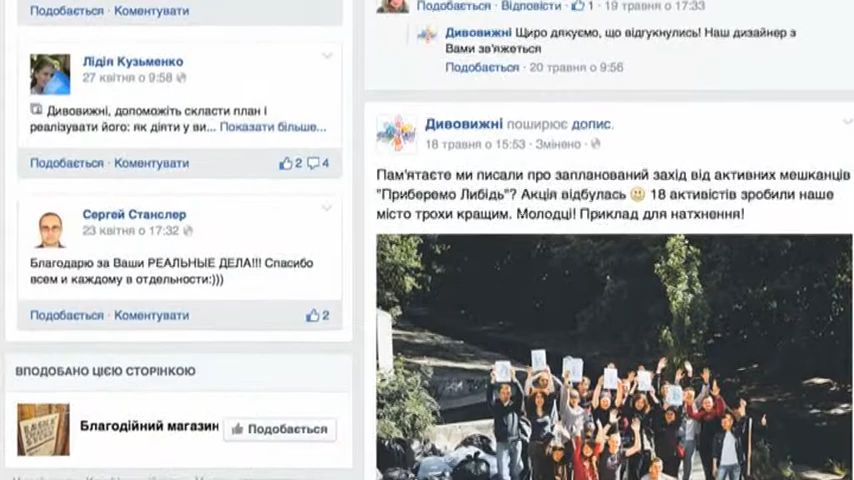 Подобається · Коментувати
Лідія Кузьменко
27 квітня о 9:58
Дивовижні, допоможіть скласти план і
реалізувати його: як діяти у ви... Показати більше...
Подобається · Коментувати
2 4
Сергей Станслер
23 квітня о 17:32
Благодарю за Ваши РЕАЛЬНЫЕ ДЕЛА!!! Спасибо
всем и каждому в отдельности:)))
Подобається · Коментувати
2
ВПОДОБАНО ЦІЄЮ СТОРІНКОЮ
Благодійний магазин
Подобається
Подобається · Відповісти · 1 · 19 травня о 17:33
Дивовижні Щиро дякуємо, що відгукнулись! Наш дизайнер з
Вами зв'яжеться
Подобається · 20 травня о 9:56
Дивовижні поширює допис.
18 травня о 15:53 · Змінено ·
Пам'ятаєте ми писали про запланований захід від активних мешканців
"Приберемо Либідь"? Акція відбулась 18 активістів зробили наше
місто трохи кращим. Молодці! Приклад для натхнення!